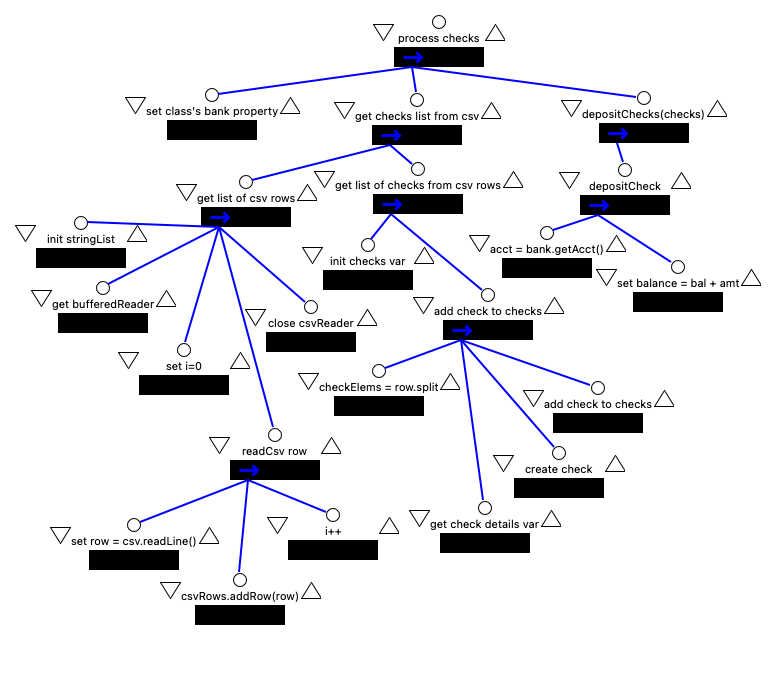 process checks
set class's bank property
get checks list from csv
depositChecks(checks)
get list of csv rows
get list of checks from csv rows
depositCheck
init stringList
init checks var
acct = bank.getAcct()
set balance = bal + amt
get bufferedReader
close csvReader
add check to checks
set i=0
checkElems = row.split
add check to checks
readCsv row
create check
set row = csv.readLine()
i++
get check details var
csvRows.addRow(row)